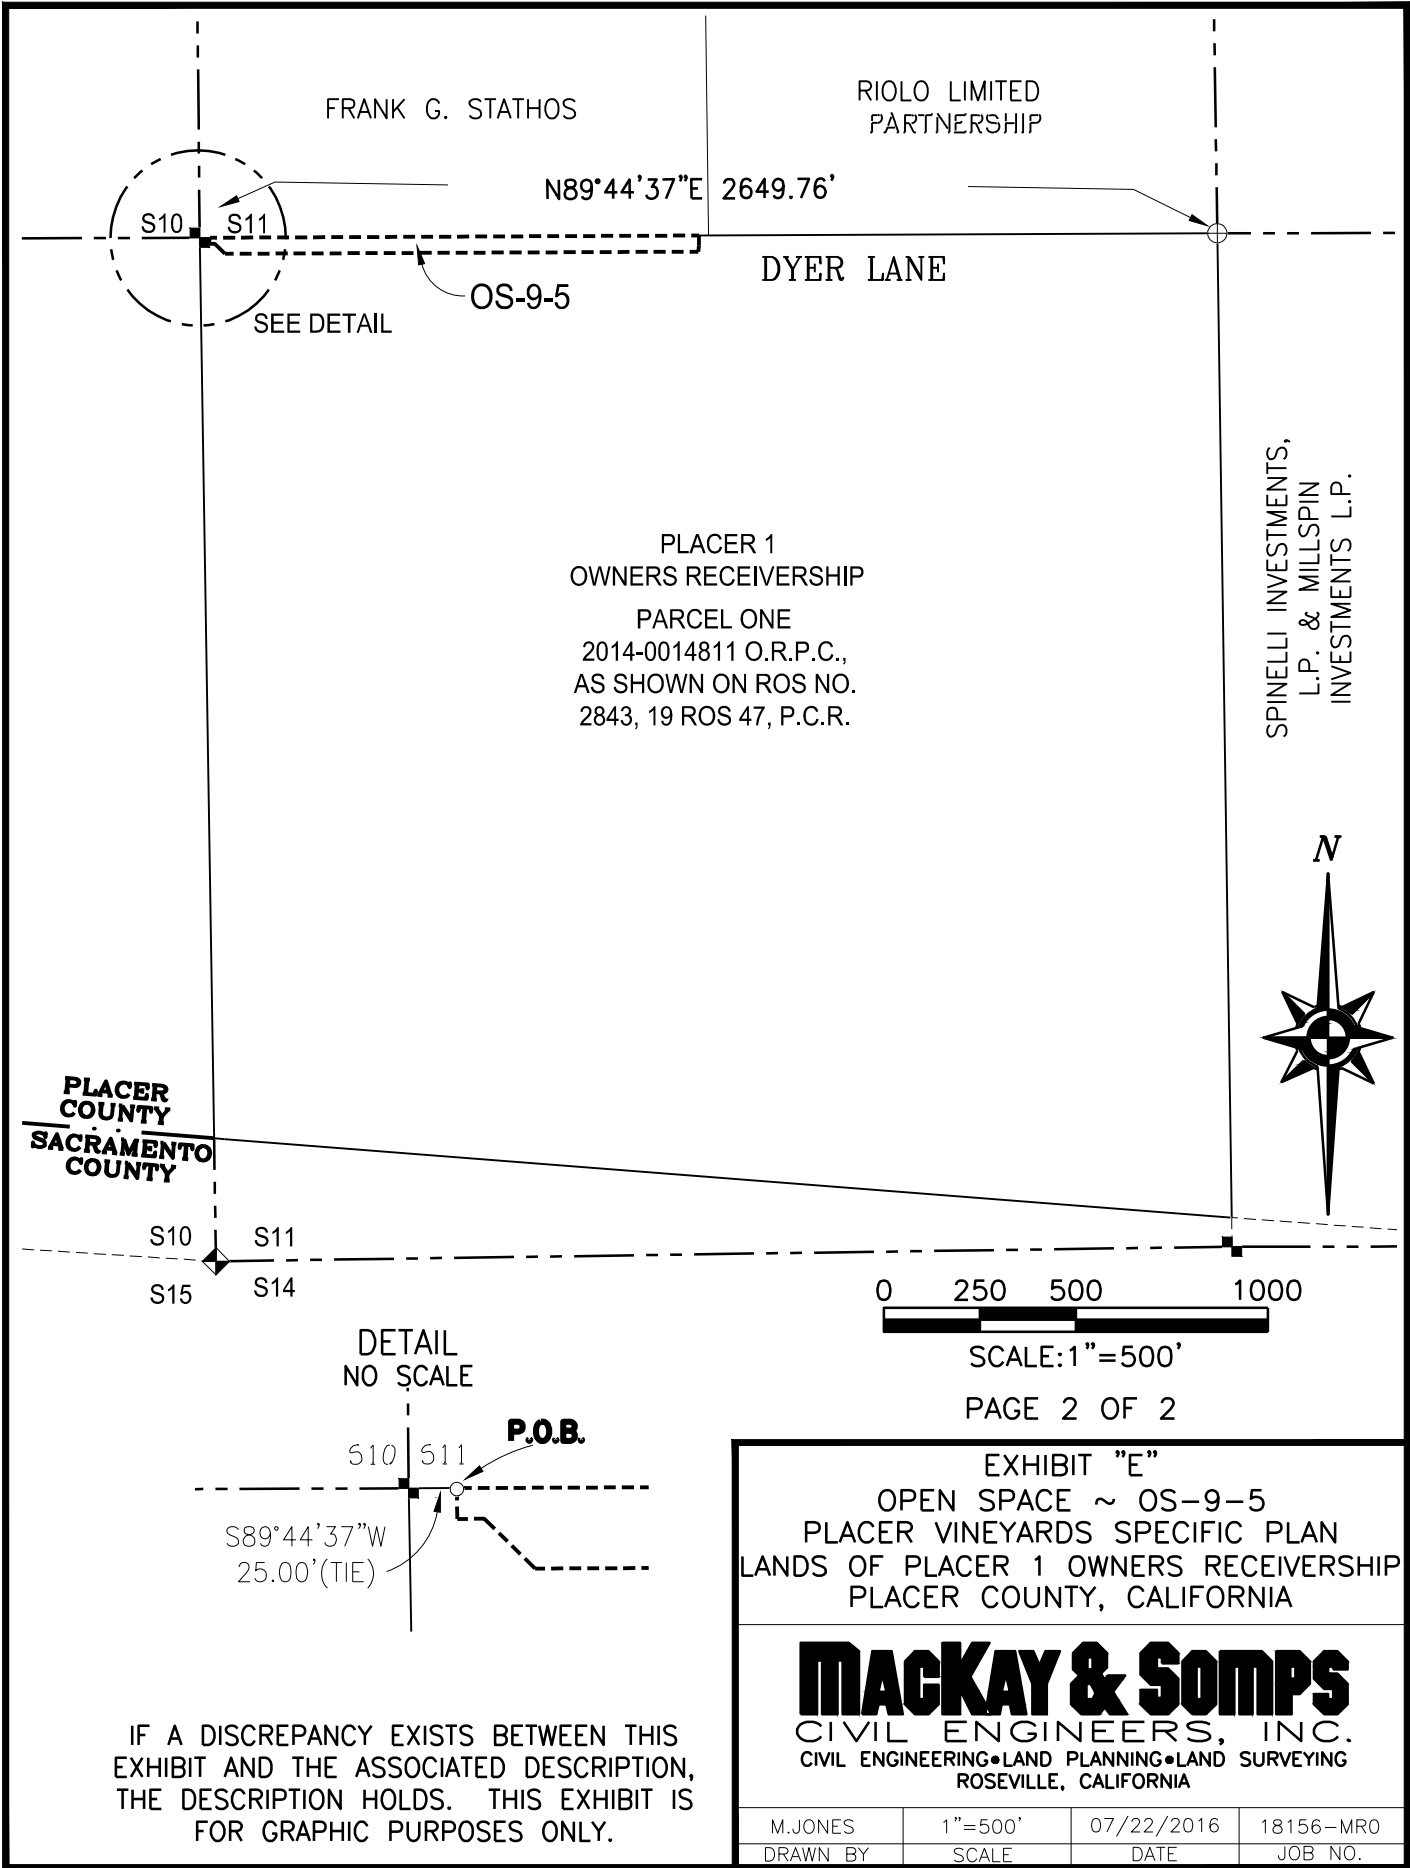 FRANK G. STATHOS
RIOLO LIMITED
PARTNERSHIP
N89°44'37"E 2649.76'
S10 S11
DYER LANE
OS-9-5
SEE DETAIL
SPINELLI INVESTMENTS,
L.P. & MILLSPIN
INVESTMENTS L.P.
PLACER 1
OWNERS RECEIVERSHIP
PARCEL ONE
2014-0014811 O.R.P.C.,
AS SHOWN ON ROS NO.
2843, 19 ROS 47, P.C.R.
N
PLACER
COUNTY
SACRAMENTO
COUNTY
S10 S11
S15 S14
0 250 500 1000
SCALE:1"=500'
PAGE 2 OF 2
DETAIL
NO SCALE
P.O.B.
S10 S11
S89°44'37"W
25.00'(TIE)
IF A DISCREPANCY EXISTS BETWEEN THIS
EXHIBIT AND THE ASSOCIATED DESCRIPTION,
THE DESCRIPTION HOLDS. THIS EXHIBIT IS
FOR GRAPHIC PURPOSES ONLY.
EXHIBIT "E"
OPEN SPACE ~ OS-9-5
PLACER VINEYARDS SPECIFIC PLAN
LANDS OF PLACER 1 OWNERS RECEIVERSHIP
PLACER COUNTY, CALIFORNIA
MACKAY & SOMPS
CIVIL ENGINEERS, INC.
CIVIL ENGINEERING•LAND PLANNING•LAND SURVEYING
ROSEVILLE, CALIFORNIA
M.JONES 1"=500' 07/22/2016 18156-MR0
DRAWN BY SCALE DATE JOB NO.